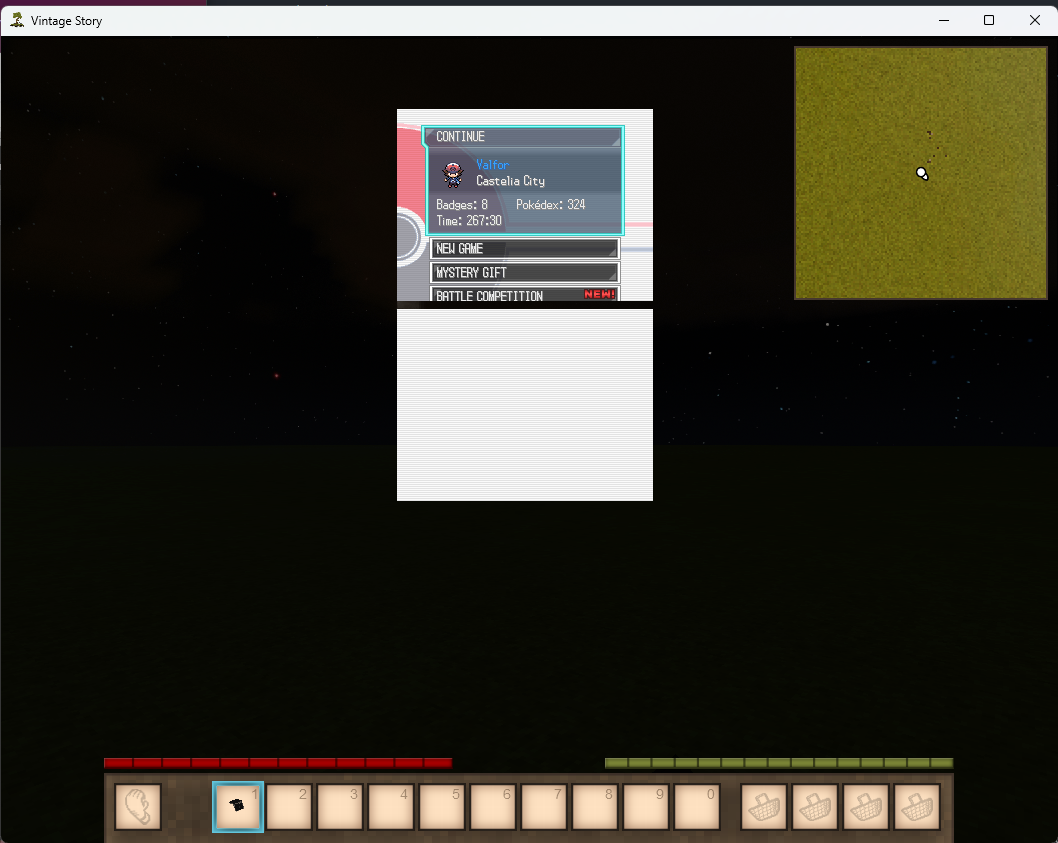 Vintage Story
CONTINUE
Valfor
Castelia City
Badges: 8 Pokédex: 324
Time: 267:30
NEW GAME
MYSTERY GIFT
BATTLE COMPETITION NEW!
1 2 3 4 5 6 7 8 9 0